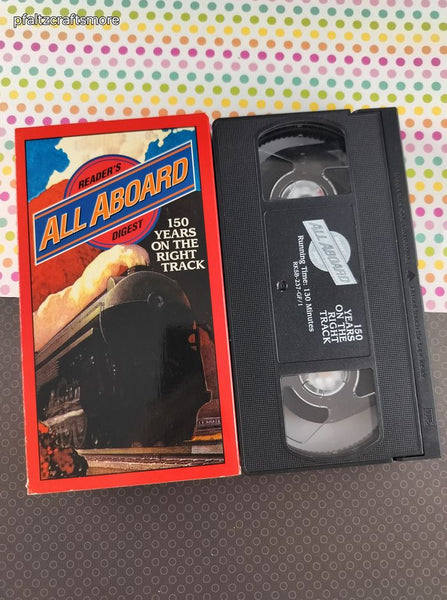 pfaltzcraftsmore
READER'S
ALL ABOARD
DIGEST
150
YEARS
ON THE
RIGHT
TRACK
ALL ABOARD
Running Time: 130 Minutes
150
YEARS
ON THE
RIGHT
TRACK